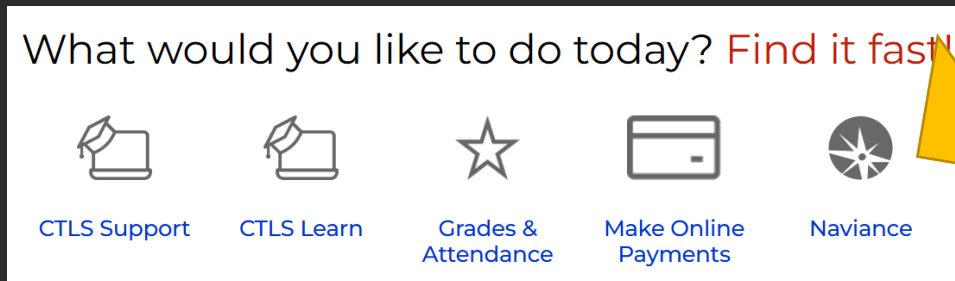 What would you like to do today? Find it fast!
CTLS Support
CTLS Learn
Grades &
Attendance
Make Online
Payments
Naviance